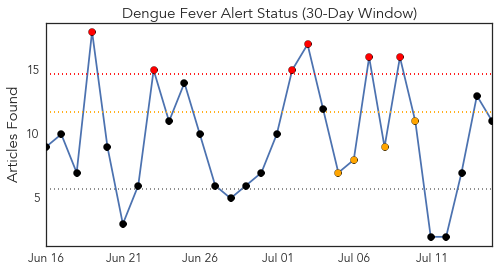 Dengue Fever Alert Status (30-Day Window)
Articles Found
15
10
5
Jun 16
Jun 21
Jun 26
Jul 01
Jul 06
Jul 11